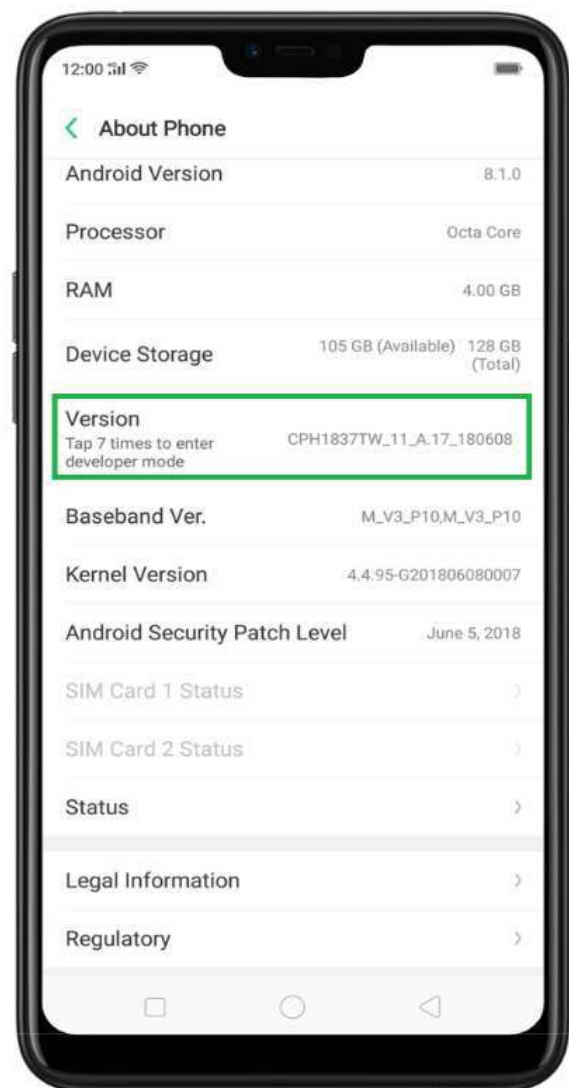 12:00
About Phone
Android Version 8.1.0
Processor Octa Core
RAM 4.00 GB
Device Storage 105 GB (Available) 128 GB
(Total)
Version
Tap 7 times to enter
developer mode
CPH1837TW_11_A.17_180608
Baseband Ver. M_V3_P10,M_V3_P10
Kernel Version 4.4.95-G201806080007
Android Security Patch Level June 5, 2018
SIM Card 1 Status
SIM Card 2 Status
Status
Legal Information
Regulatory